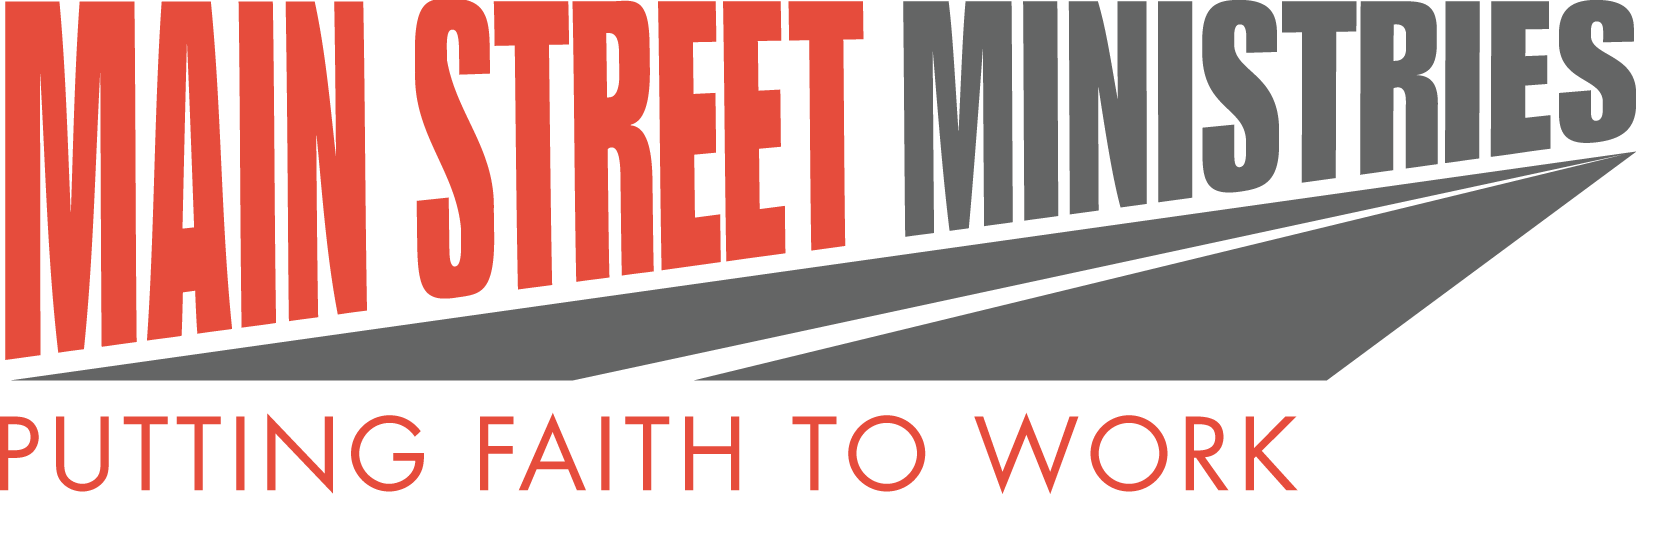 MAIN STREET MINISTRIES
PUTTING FAITH TO WORK